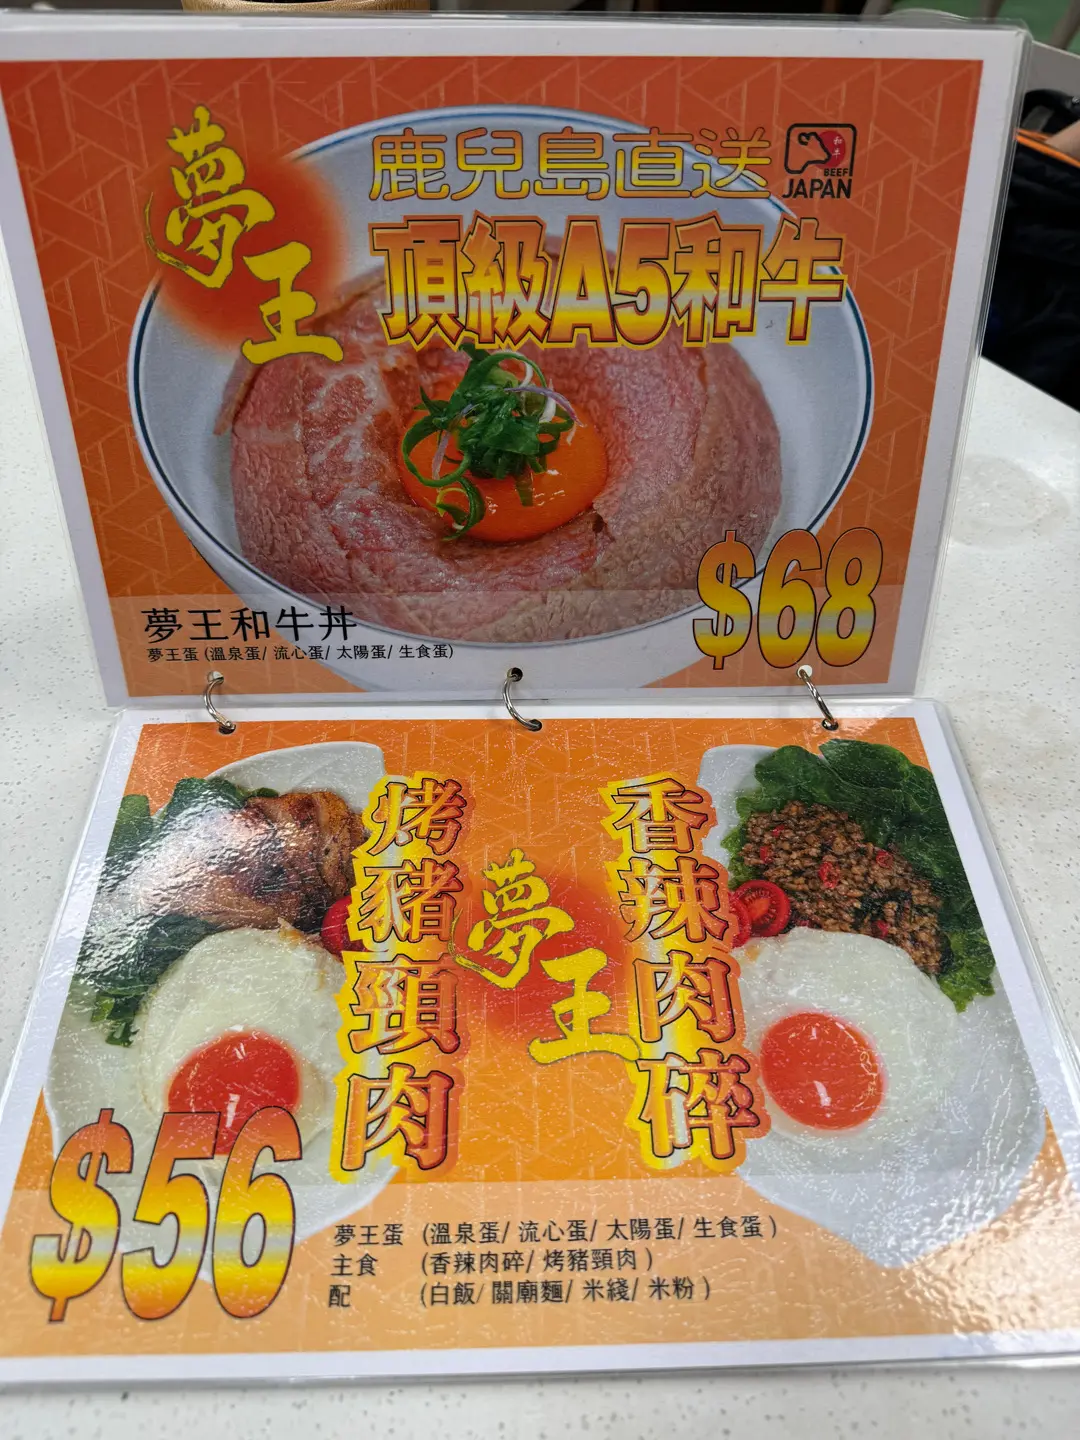 夢王
鹿兒島直送
和牛
BEEF
JAPAN
頂級A5和牛
$68
夢王和牛丼
夢王蛋 (溫泉蛋/ 流心蛋/ 太陽蛋/ 生食蛋)
烤豬頸肉
夢王
香辣肉碎
$56
夢王蛋 (溫泉蛋/ 流心蛋/ 太陽蛋/ 生食蛋 )
主食 (香辣肉碎/ 烤豬頸肉 )
配 (白飯/ 關廟麵/ 米綫/ 米粉 )